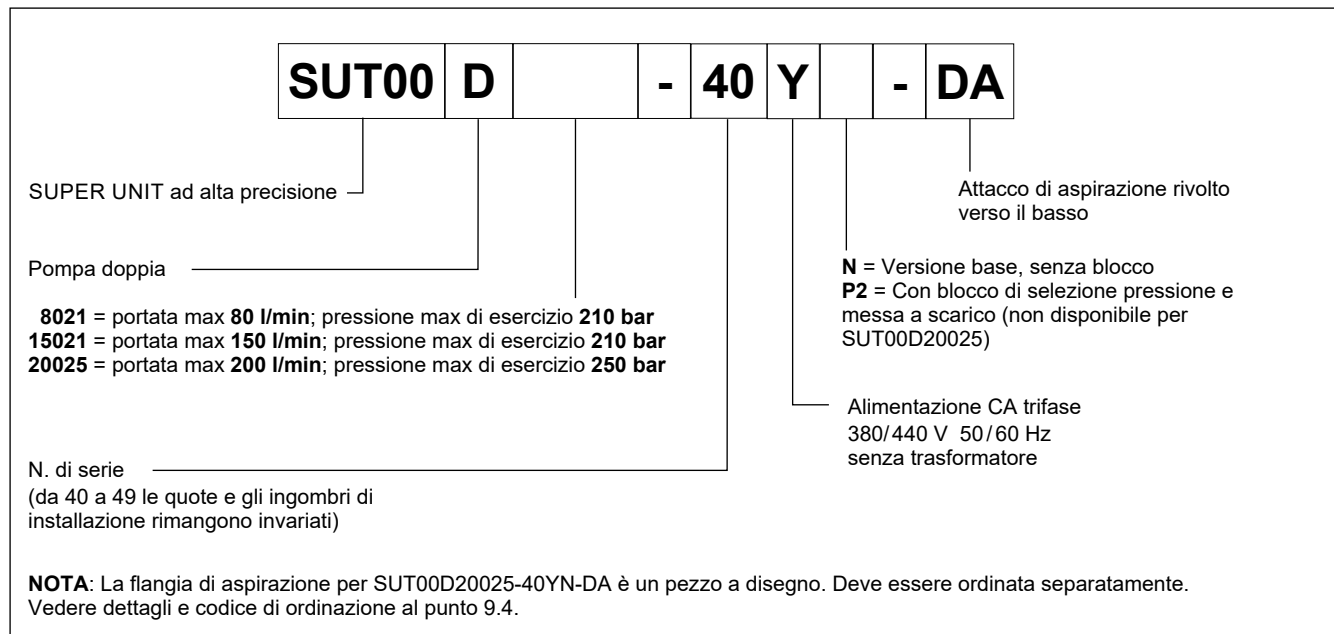 SUT00 D - 40 Y - DA
SUPER UNIT ad alta precisione
Attacco di aspirazione rivolto
verso il basso
Pompa doppia
N = Versione base, senza blocco
P2 = Con blocco di selezione pressione e
messa a scarico (non disponibile per
SUT00D20025)
8021 = portata max 80 l/min; pressione max di esercizio 210 bar
15021 = portata max 150 l/min; pressione max di esercizio 210 bar
20025 = portata max 200 l/min; pressione max di esercizio 250 bar
Alimentazione CA trifase
380/440 V 50/60 Hz
senza trasformatore
N. di serie
(da 40 a 49 le quote e gli ingombri di
installazione rimangono invariati)
NOTA: La flangia di aspirazione per SUT00D20025-40YN-DA è un pezzo a disegno. Deve essere ordinata separatamente.
Vedere dettagli e codice di ordinazione al punto 9.4.